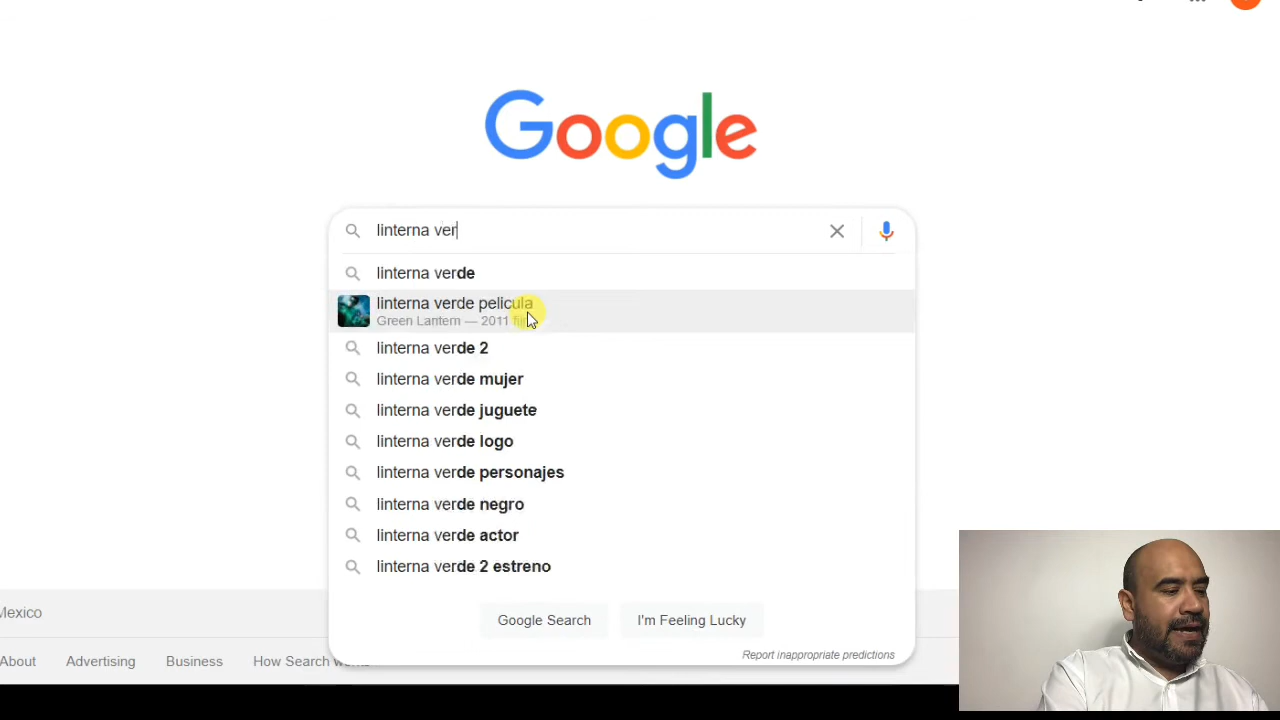 Google
linterna ver
linterna verde
linterna verde pelicula
Green Lantern — 2011 film
linterna verde 2
linterna verde mujer
linterna verde juguete
linterna verde logo
linterna verde personajes
linterna verde negro
linterna verde actor
linterna verde 2 estreno
Google Search
I'm Feeling Lucky
Report inappropriate predictions
Mexico
About
Advertising
Business
How Search works